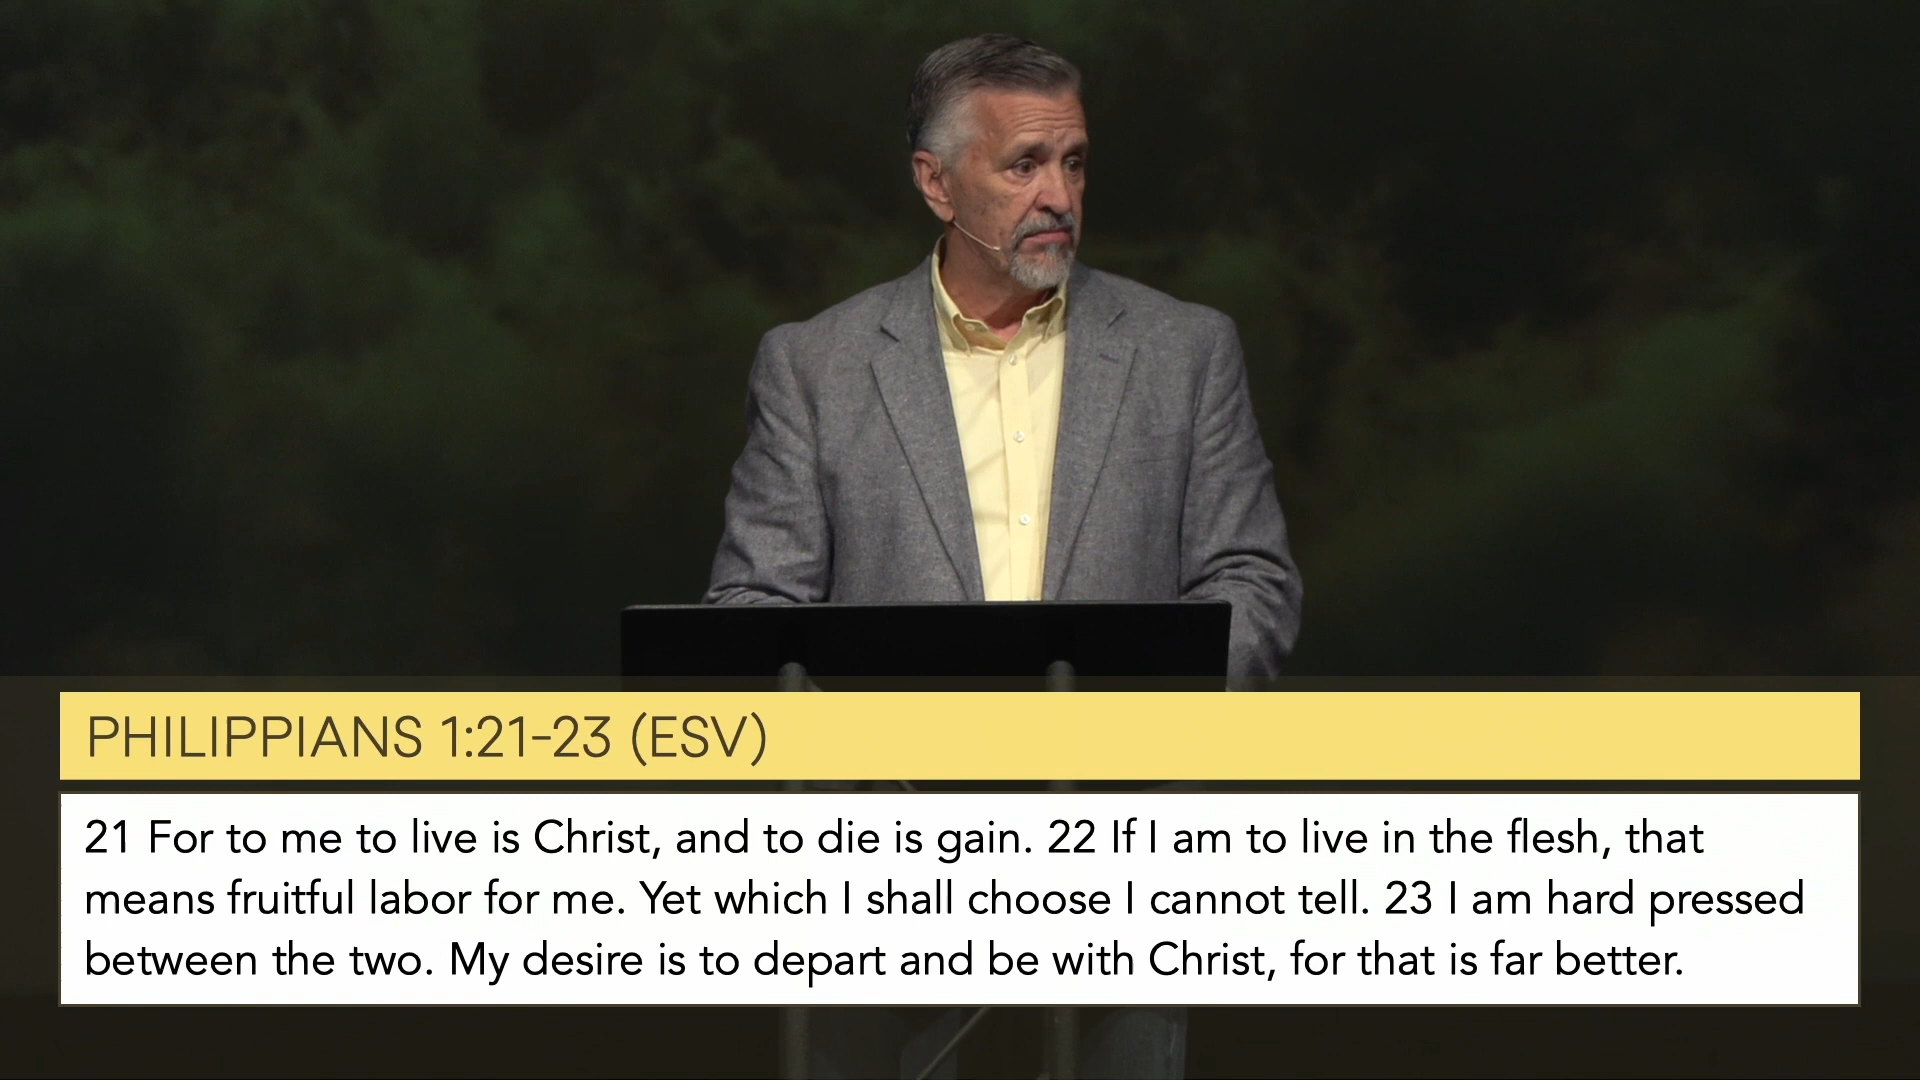 PHILIPPIANS 1:21-23 (ESV)
21 For to me to live is Christ, and to die is gain. 22 If I am to live in the flesh, that
means fruitful labor for me. Yet which I shall choose I cannot tell. 23 I am hard pressed
between the two. My desire is to depart and be with Christ, for that is far better.